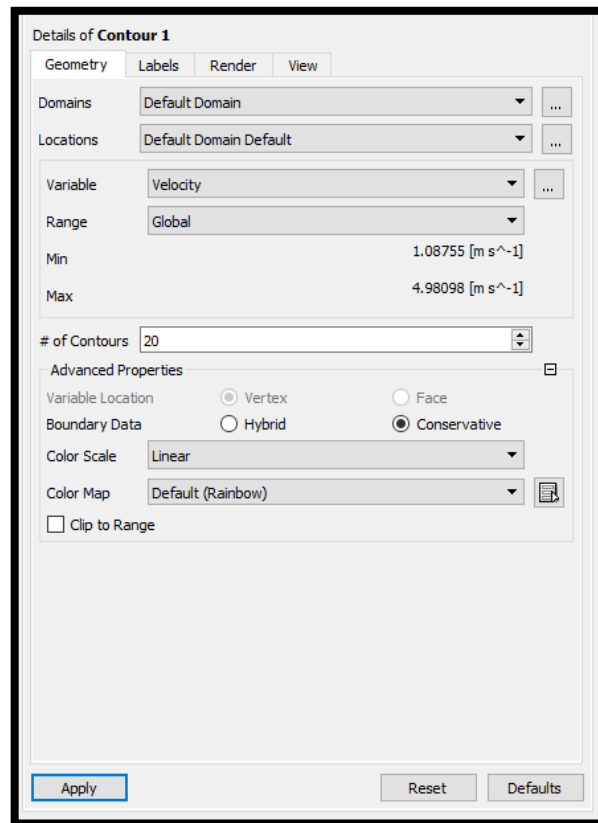 Details of Contour 1
Geometry Labels Render View
Domains Default Domain ...
Locations Default Domain Default ...
Variable Velocity ...
Range Global
Min 1.08755 [m s^-1]
Max 4.98098 [m s^-1]
# of Contours 20
Advanced Properties
Variable Location Vertex Face
Boundary Data Hybrid Conservative
Color Scale Linear
Color Map Default (Rainbow)
Clip to Range
Apply Reset Defaults